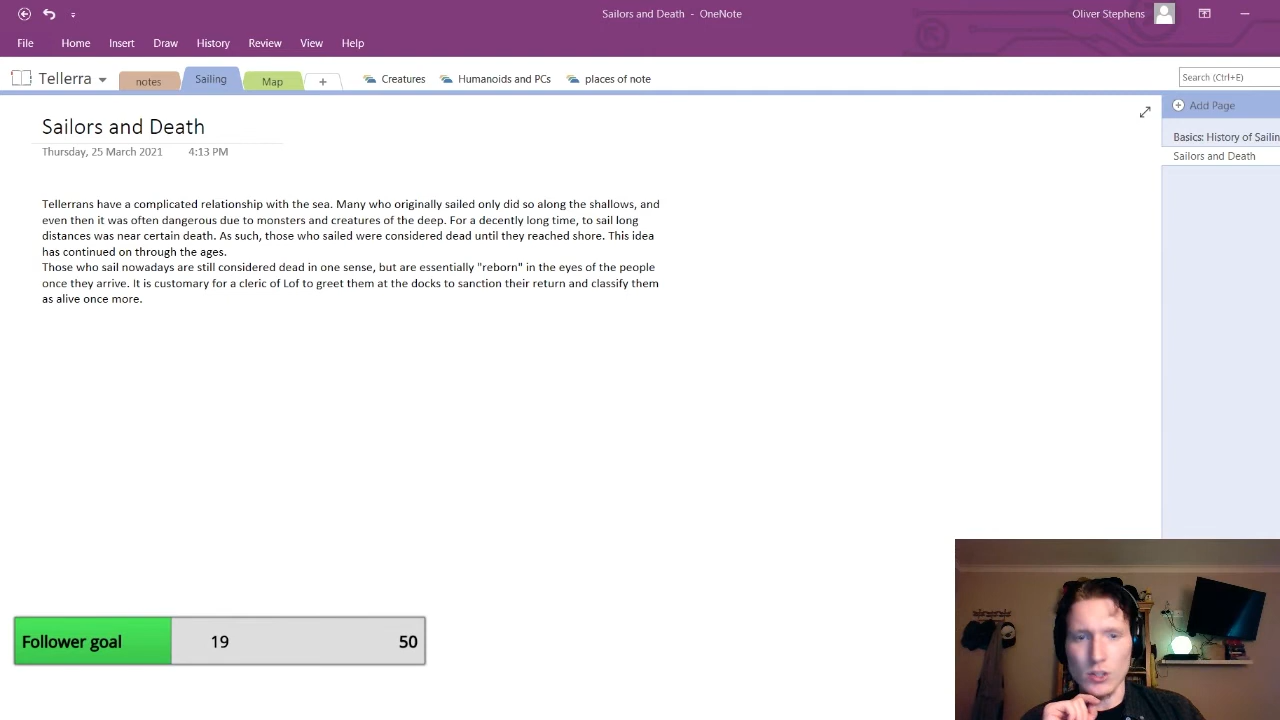 Sailors and Death - OneNote
Oliver Stephens
File Home Insert Draw History Review View Help
Tellerra notes Sailing Map + Creatures Humanoids and PCs places of note
Search (Ctrl+E)
Sailors and Death
Thursday, 25 March 2021 4:13 PM
Add Page
Basics: History of Sailin
Sailors and Death
Tellerrans have a complicated relationship with the sea. Many who originally sailed only did so along the shallows, and
even then it was often dangerous due to monsters and creatures of the deep. For a decently long time, to sail long
distances was near certain death. As such, those who sailed were considered dead until they reached shore. This idea
has continued on through the ages.
Those who sail nowadays are still considered dead in one sense, but are essentially "reborn" in the eyes of the people
once they arrive. It is customary for a cleric of Lof to greet them at the docks to sanction their return and classify them
as alive once more.
Follower goal 19 50